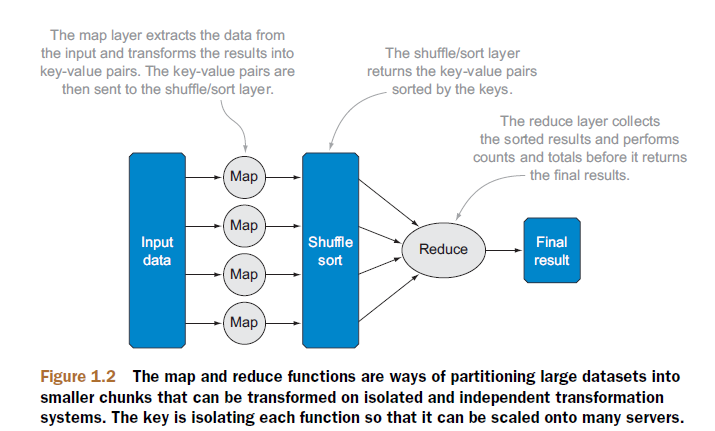 The map layer extracts the data from
the input and transforms the results into
key-value pairs. The key-value pairs are
then sent to the shuffle/sort layer.
The shuffle/sort layer
returns the key-value pairs
sorted by the keys.
The reduce layer collects
the sorted results and performs
counts and totals before it returns
the final results.
Input
data
Map
Map
Map
Map
Shuffle
sort
Reduce
Final
result
Figure 1.2 The map and reduce functions are ways of partitioning large datasets into
smaller chunks that can be transformed on isolated and independent transformation
systems. The key is isolating each function so that it can be scaled onto many servers.